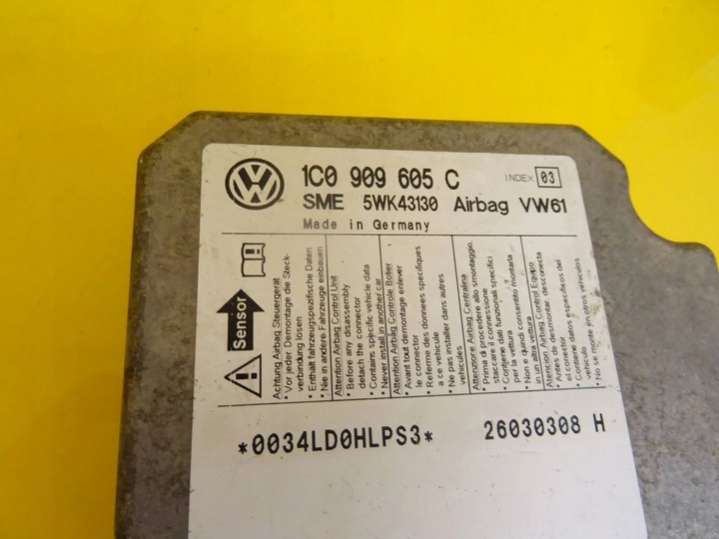 VW
1C0 909 605 C
INDEX 03
SME 5WK43130 Airbag VW61
Made in Germany
Sensor
Achtung Airbag Steuergerät
• Vor jeder Demontage die Steck-
verbindung lösen
• Enthält fahrzeugspezifische Daten
• Nie in andere Fahrzeuge einbauen
Attention Airbag Control Unit
• Before any disassembly
detach the connector
• Contains specific vehicle data
• Never install in another car
Attention Airbag Controle Boitier
• Avant tout demontage enlever
le connector
• Referme des donnees specifiques
a ce vehicule
• Ne pas installer dans autres
vehicules
Attenzione Airbag Centralina
• Prima di procedere allo smontaggio,
staccare il connessione
• Contiene dati funzionali specifici
per la vettura
• Non e quindi consentito montarla
in un altra vettura
Atencion Airbag Control Equipo
• Antes de desmontar, desconecta
el conector
• Contiene datos especificos del
vehiculo
• No se monte en otros vehiculos
*0034LD0HLPS3*
26030308 H